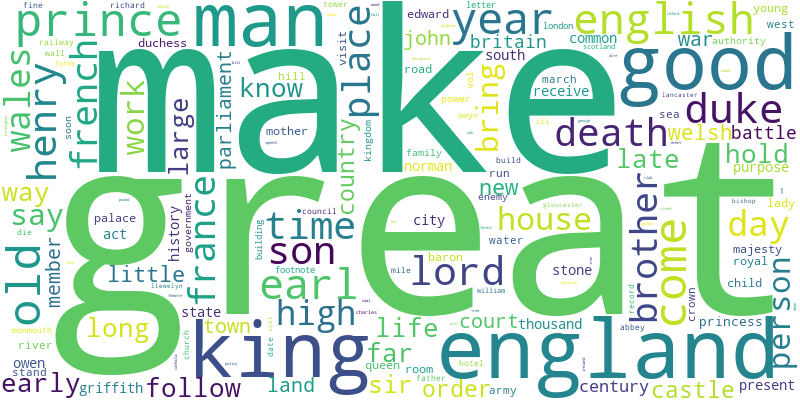 fine richard tower letter edward london young
prince man make year english
duchess john britain common west
wales henry french work parliament visit place road south war authority good
railway wall large know hill march receive
soon mother country kingdom power vol bring duke
family norman owyn death welsh battle
sea lancaster
way say old france time son earl great run build new late hold purpose
enemy house brother come day lady
palace act history government council city gloucester bishop majesty royal
die member little building footnote baron water lord stone child person
llewelyn mile william record crown princess
long high state king town life court thousand england abbey
monmouth river church date scot charles
owen stand queen far room hotel
early griffith follow land sir order father army century castle present